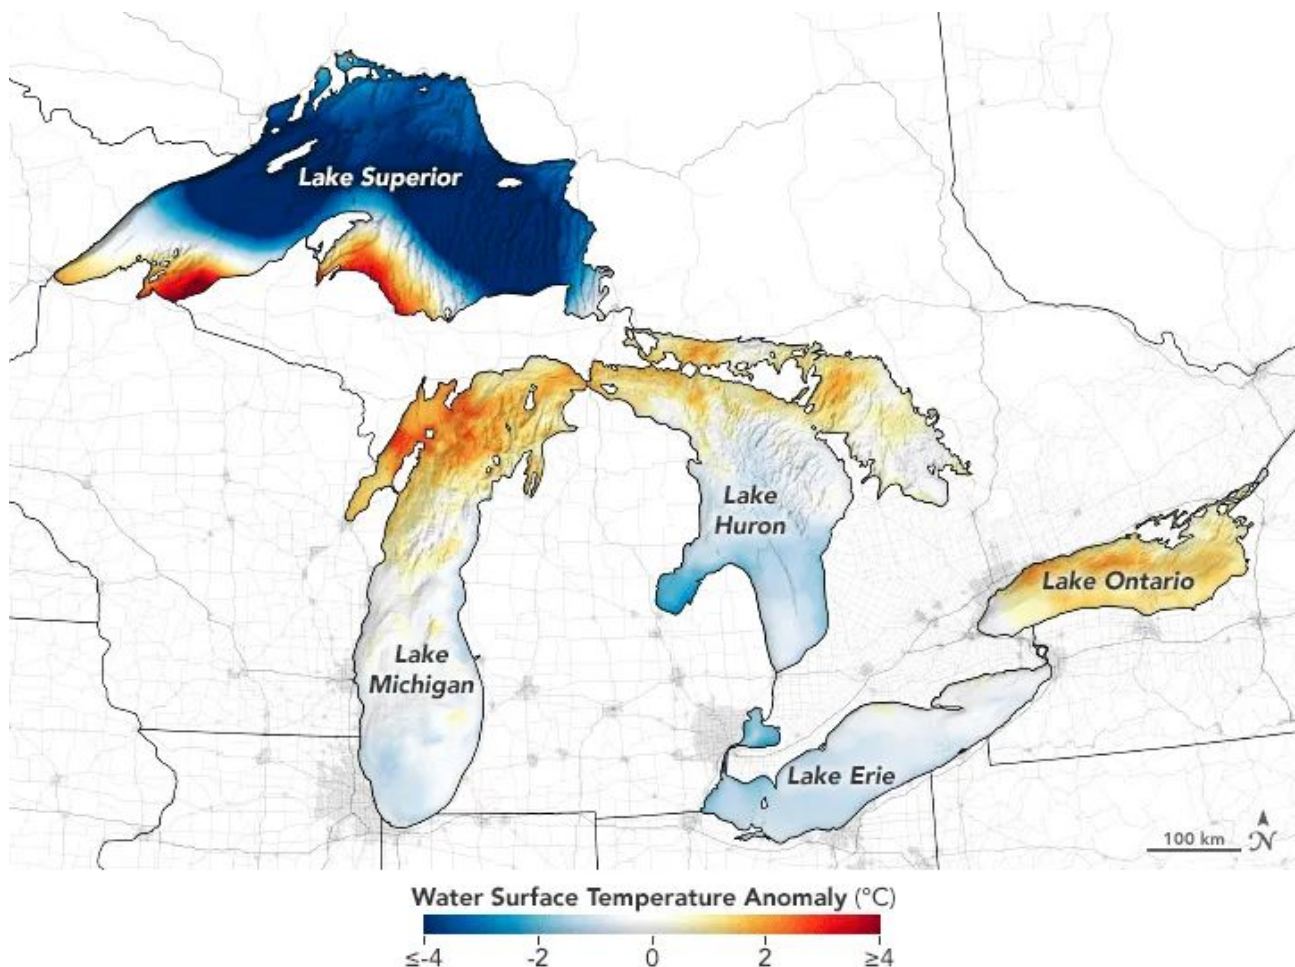 Lake Superior
Lake
Huron
Lake Ontario
Lake
Michigan
Lake Erie
100 km
N
Water Surface Temperature Anomaly (°C)
≤-4 -2 0 2 ≥4